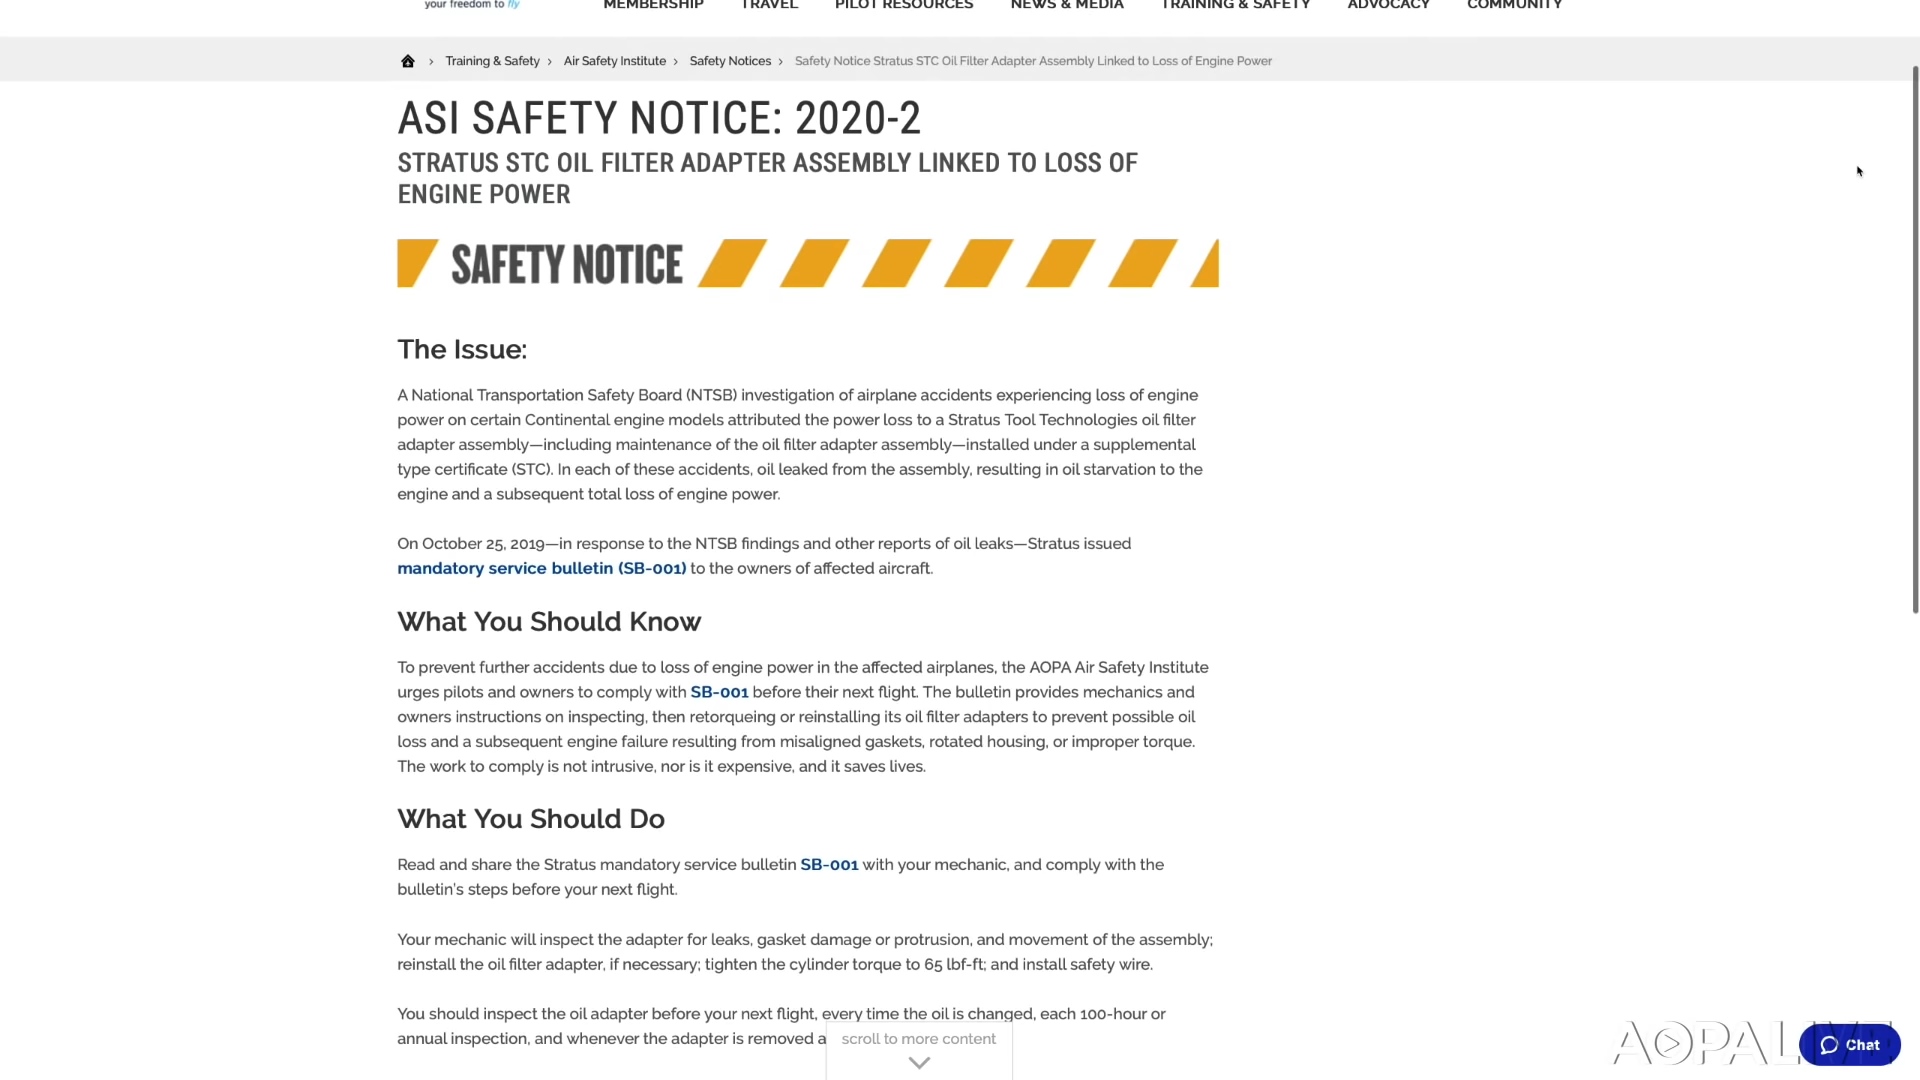 your freedom to fly
MEMBERSHIP TRAVEL PILOT RESOURCES NEWS & MEDIA TRAINING & SAFETY ADVOCACY COMMUNITY
Training & Safety › Air Safety Institute › Safety Notices › Safety Notice Stratus STC Oil Filter Adapter Assembly Linked to Loss of Engine Power
ASI SAFETY NOTICE: 2020-2
STRATUS STC OIL FILTER ADAPTER ASSEMBLY LINKED TO LOSS OF
ENGINE POWER
SAFETY NOTICE
The Issue:
A National Transportation Safety Board (NTSB) investigation of airplane accidents experiencing loss of engine
power on certain Continental engine models attributed the power loss to a Stratus Tool Technologies oil filter
adapter assembly—including maintenance of the oil filter adapter assembly—installed under a supplemental
type certificate (STC). In each of these accidents, oil leaked from the assembly, resulting in oil starvation to the
engine and a subsequent total loss of engine power.
On October 25, 2019—in response to the NTSB findings and other reports of oil leaks—Stratus issued
mandatory service bulletin (SB-001) to the owners of affected aircraft.
What You Should Know
To prevent further accidents due to loss of engine power in the affected airplanes, the AOPA Air Safety Institute
urges pilots and owners to comply with SB-001 before their next flight. The bulletin provides mechanics and
owners instructions on inspecting, then retorqueing or reinstalling its oil filter adapters to prevent possible oil
loss and a subsequent engine failure resulting from misaligned gaskets, rotated housing, or improper torque.
The work to comply is not intrusive, nor is it expensive, and it saves lives.
What You Should Do
Read and share the Stratus mandatory service bulletin SB-001 with your mechanic, and comply with the
bulletin's steps before your next flight.
Your mechanic will inspect the adapter for leaks, gasket damage or protrusion, and movement of the assembly;
reinstall the oil filter adapter, if necessary; tighten the cylinder torque to 65 lbf-ft; and install safety wire.
You should inspect the oil adapter before your next flight, every time the oil is changed, each 100-hour or
annual inspection, and whenever the adapter is removed a
scroll to more content
AOPA LIVE
Chat